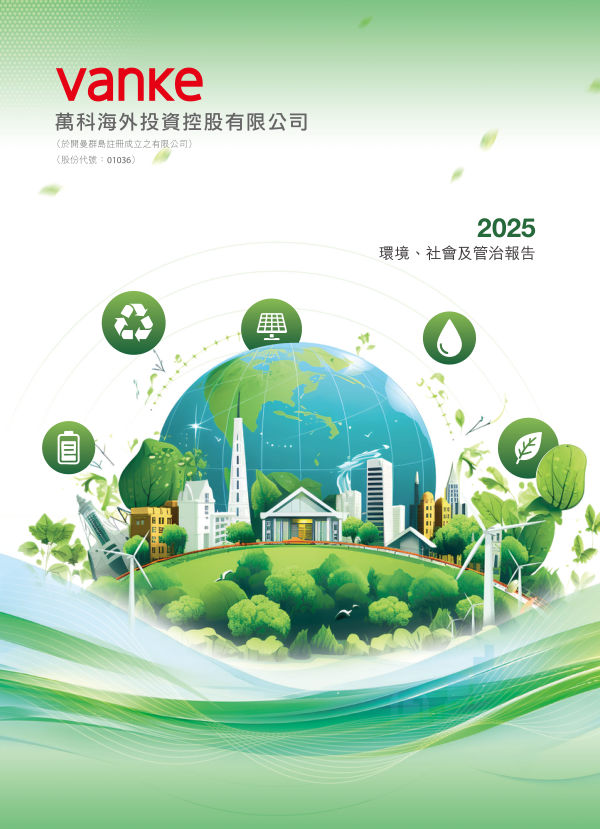 vanke
萬科海外投資控股有限公司
（於開曼群島註冊成立之有限公司）
（股份代號：01036）
2025
環境、社會及管治報告